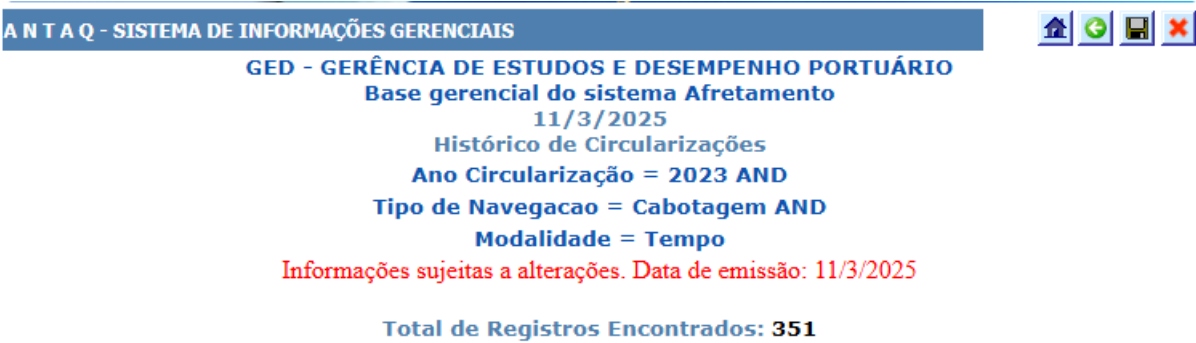 A N T A Q - SISTEMA DE INFORMAÇÕES GERENCIAIS
GED - GERÊNCIA DE ESTUDOS E DESEMPENHO PORTUÁRIO
Base gerencial do sistema Afretamento
11/3/2025
Histórico de Circularizações
Ano Circularização = 2023 AND
Tipo de Navegacao = Cabotagem AND
Modalidade = Tempo
Informações sujeitas a alterações. Data de emissão: 11/3/2025
Total de Registros Encontrados: 351